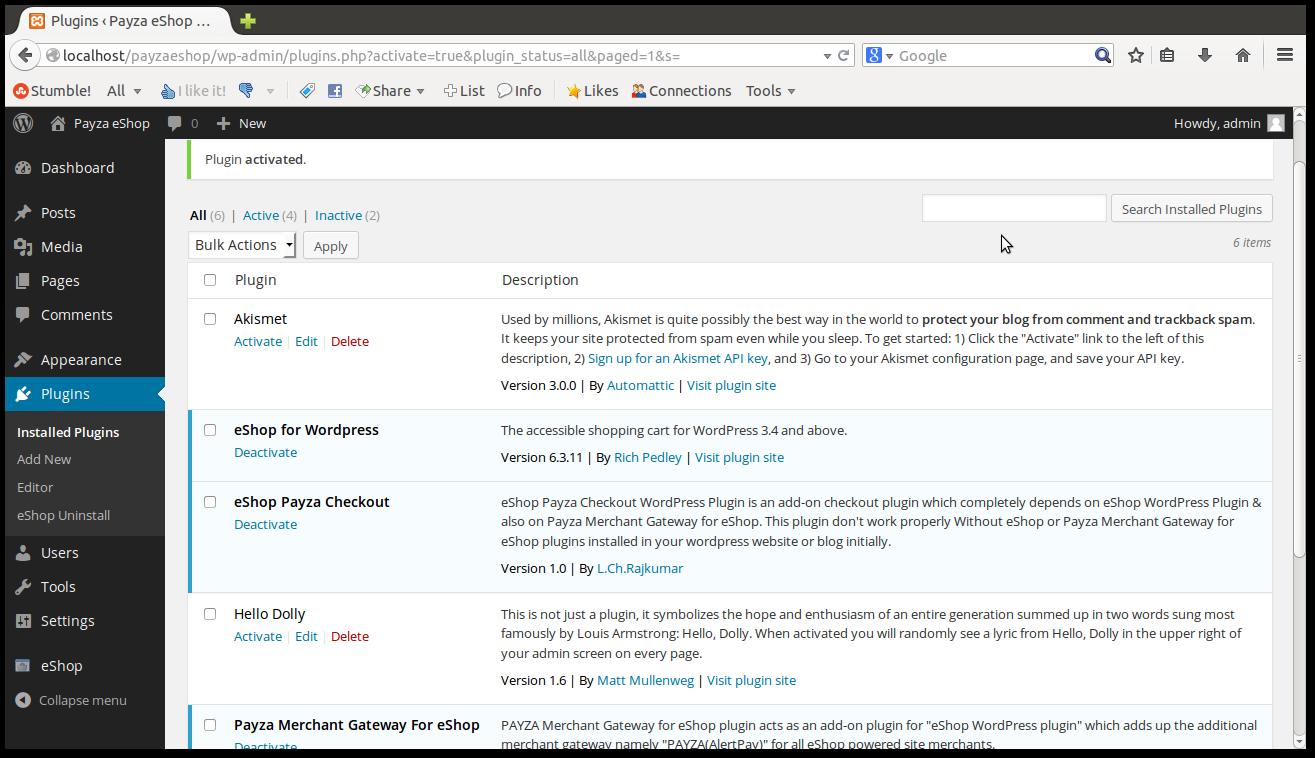 Plugins ‹ Payza eShop ...
localhost/payzaeshop/wp-admin/plugins.php?activate=true&plugin_status=all&paged=1&s=
Google
Stumble! All I like it! Share List Info Likes Connections Tools
Payza eShop 0 New Howdy, admin
Dashboard
Posts
Media
Pages
Comments
Appearance
Plugins
Installed Plugins
Add New
Editor
eShop Uninstall
Users
Tools
Settings
eShop
Collapse menu
Plugin activated.
All (6) | Active (4) | Inactive (2)
Search Installed Plugins
Bulk Actions Apply
6 items
Plugin Description
Akismet
Activate | Edit | Delete
Used by millions, Akismet is quite possibly the best way in the world to protect your blog from comment and trackback spam.
It keeps your site protected from spam even while you sleep. To get started: 1) Click the "Activate" link to the left of this
description, 2) Sign up for an Akismet API key, and 3) Go to your Akismet configuration page, and save your API key.
Version 3.0.0 | By Automattic | Visit plugin site
eShop for Wordpress
Deactivate
The accessible shopping cart for WordPress 3.4 and above.
Version 6.3.11 | By Rich Pedley | Visit plugin site
eShop Payza Checkout
Deactivate
eShop Payza Checkout WordPress Plugin is an add-on checkout plugin which completely depends on eShop WordPress Plugin &
also on Payza Merchant Gateway for eShop. This plugin don't work properly Without eShop or Payza Merchant Gateway for
eShop plugins installed in your wordpress website or blog initially.
Version 1.0 | By L.Ch.Rajkumar
Hello Dolly
Activate | Edit | Delete
This is not just a plugin, it symbolizes the hope and enthusiasm of an entire generation summed up in two words sung most
famously by Louis Armstrong: Hello, Dolly. When activated you will randomly see a lyric from Hello, Dolly in the upper right of
your admin screen on every page.
Version 1.6 | By Matt Mullenweg | Visit plugin site
Payza Merchant Gateway For eShop
Deactivate
PAYZA Merchant Gateway for eShop plugin acts as an add-on plugin for "eShop WordPress plugin" which adds up the additional
merchant gateway namely "PAYZA(AlertPay)" for all eShop powered site merchants.